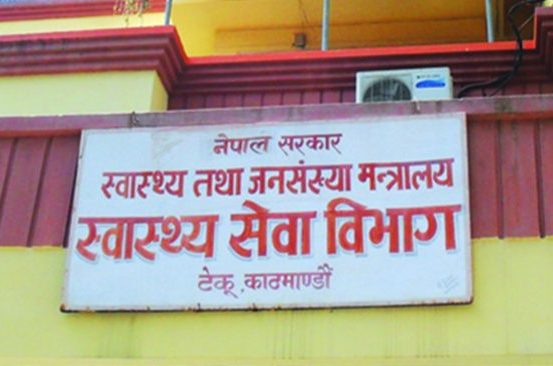 नेपाल सरकार
स्वास्थ्य तथा जनसंख्या मन्त्रालय
स्वास्थ्य सेवा विभाग
टेकू, काठमाण्डौं